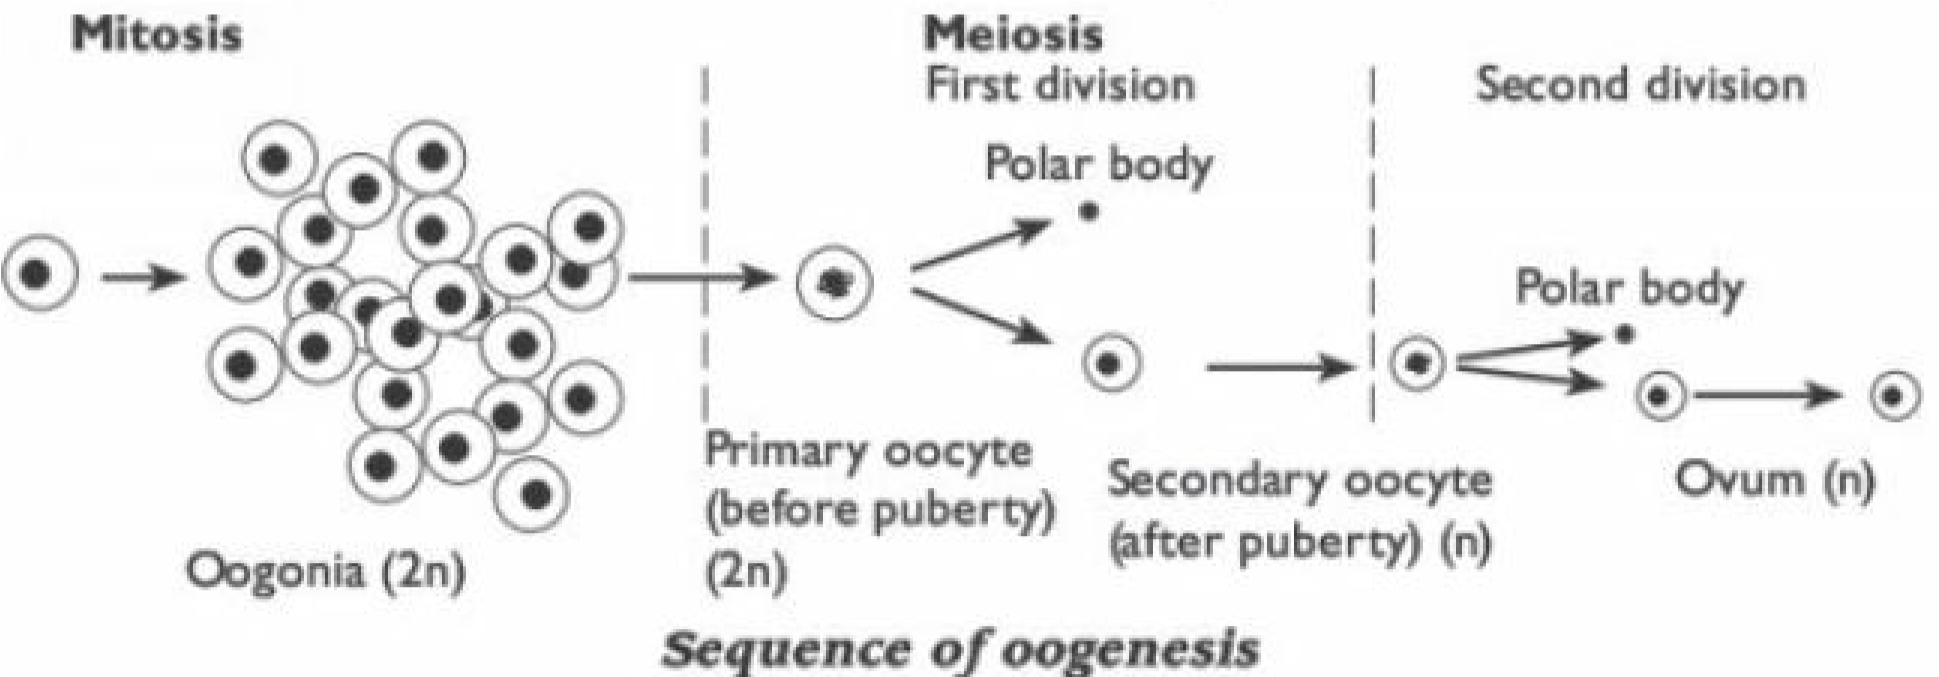 Mitosis
Meiosis
First division
Second division
Polar body
Polar body
Primary oocyte
(before puberty)
(2n)
Secondary oocyte
(after puberty) (n)
Ovum (n)
Oogonia (2n)
Sequence of oogenesis